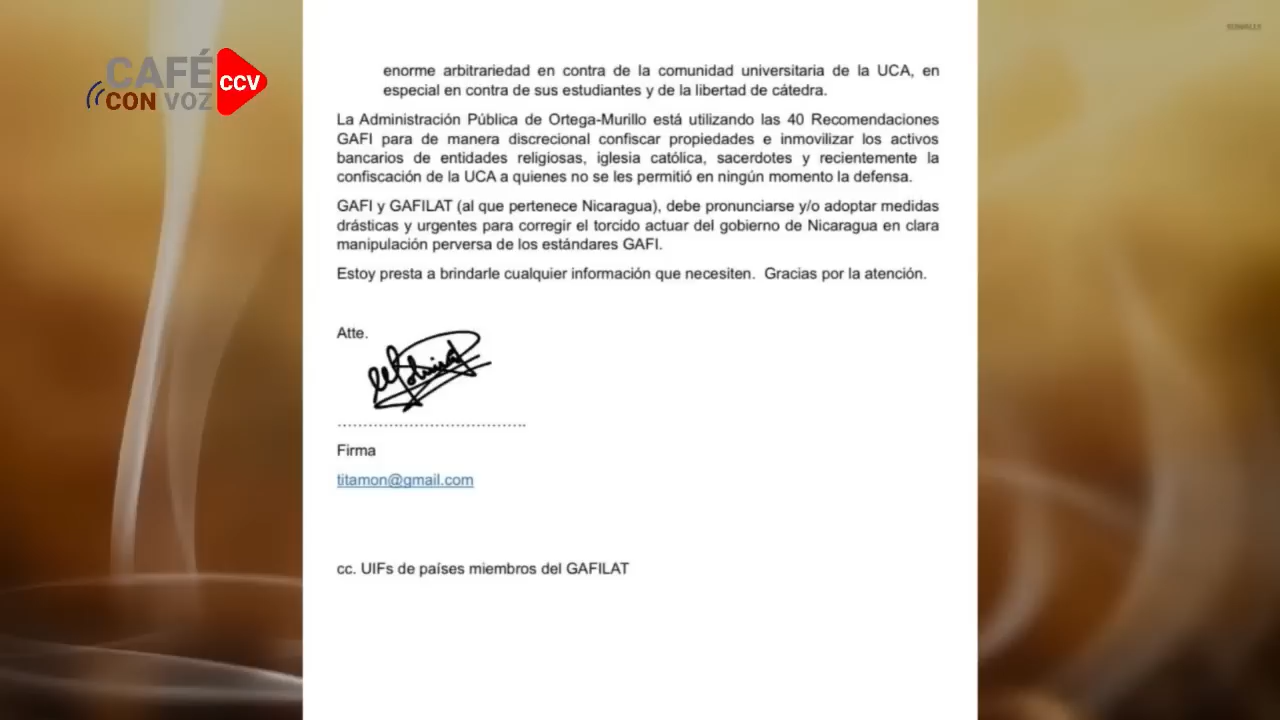 CAFÉ
CON VOZ
CCV
enorme arbitrariedad en contra de la comunidad universitaria de la UCA, en
especial en contra de sus estudiantes y de la libertad de cátedra.
La Administración Pública de Ortega-Murillo está utilizando las 40 Recomendaciones
GAFI para de manera discrecional confiscar propiedades e inmovilizar los activos
bancarios de entidades religiosas, iglesia católica, sacerdotes y recientemente la
confiscación de la UCA a quienes no se les permitió en ningún momento la defensa.
GAFI y GAFILAT (al que pertenece Nicaragua), debe pronunciarse y/o adoptar medidas
drásticas y urgentes para corregir el torcido actuar del gobierno de Nicaragua en clara
manipulación perversa de los estándares GAFI.
Estoy presta a brindarle cualquier información que necesiten. Gracias por la atención.
Atte.
Firma
titamon@gmail.com
cc. UIFs de países miembros del GAFILAT